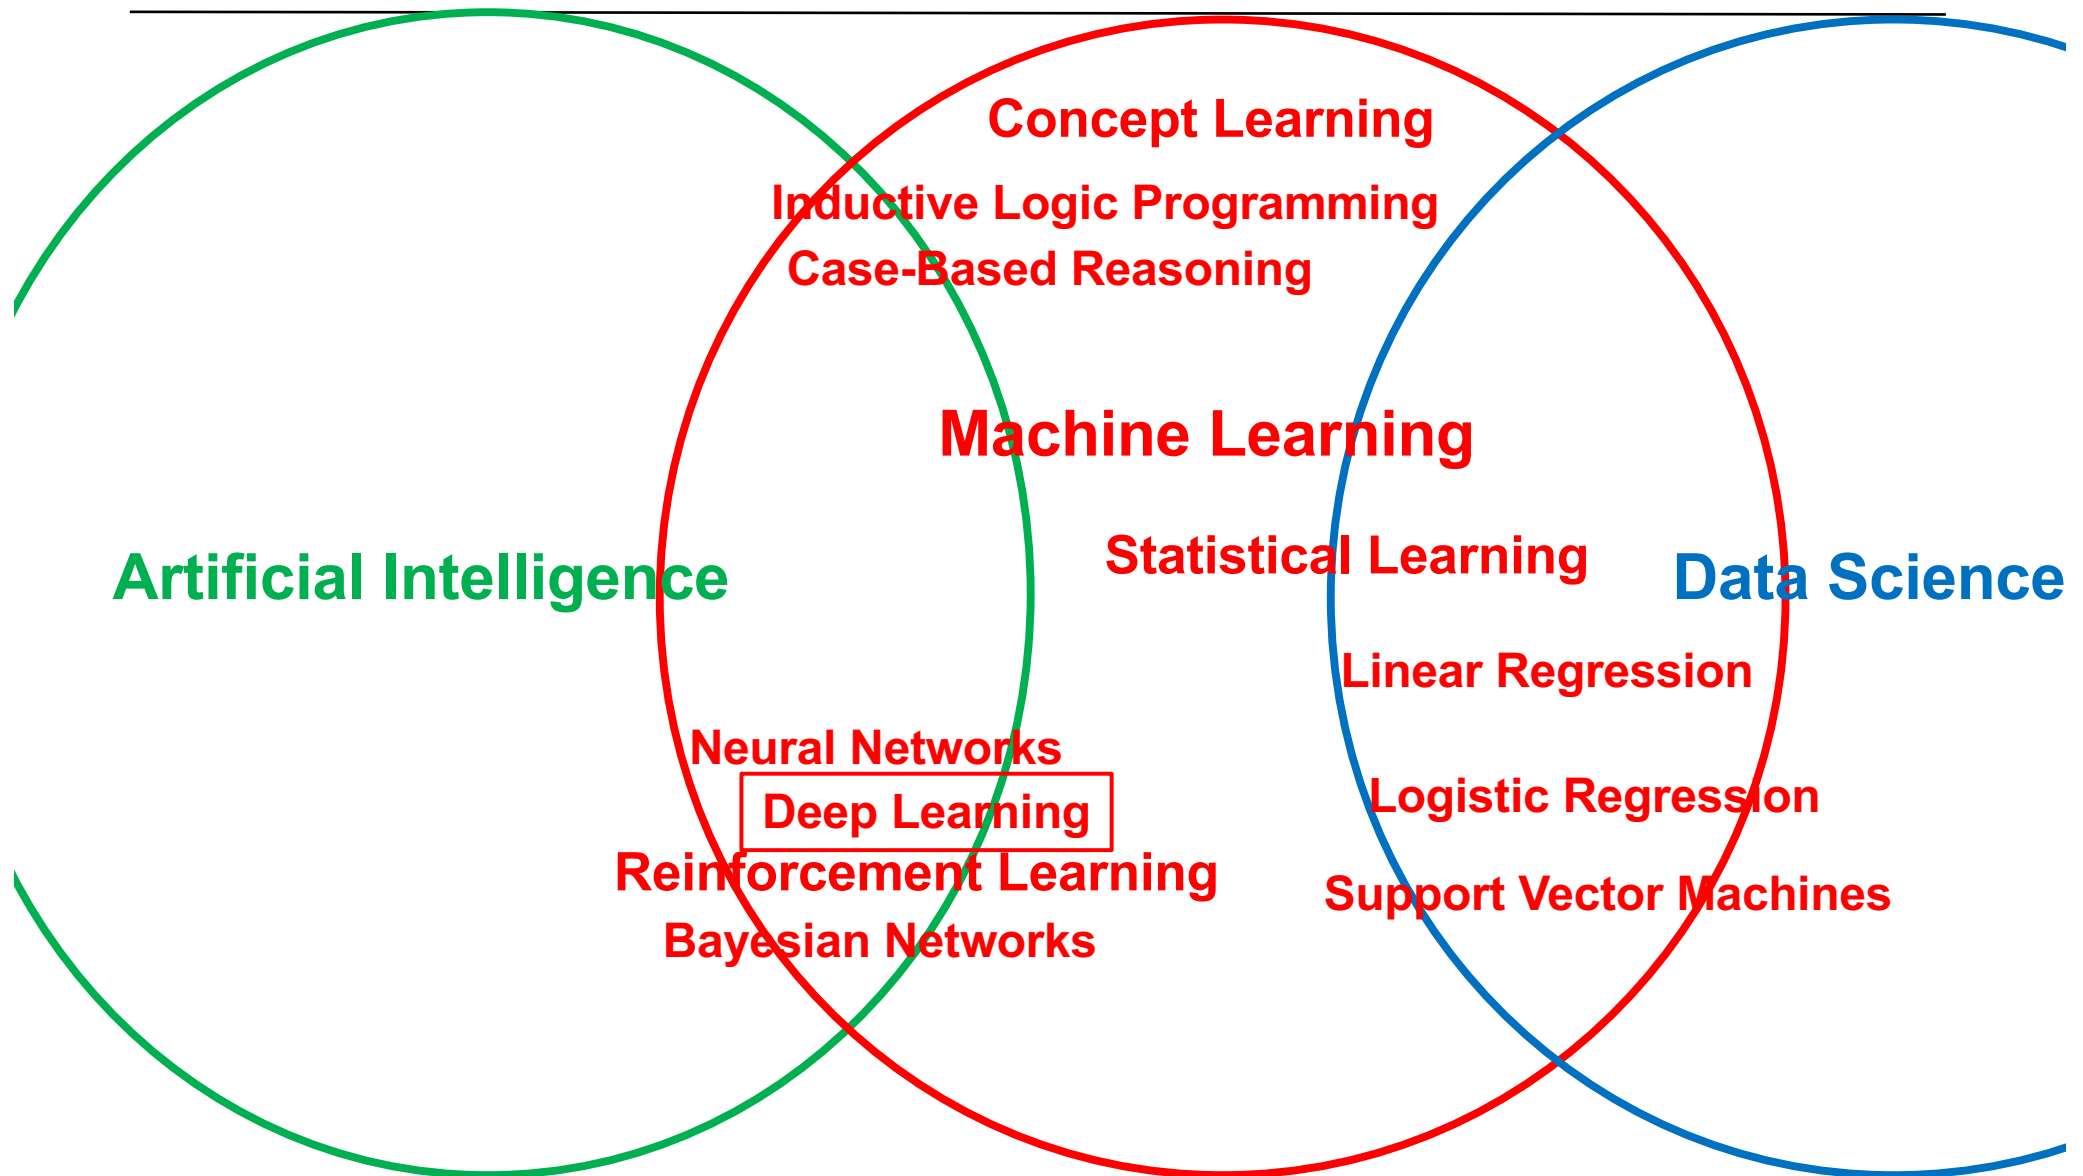 Concept Learning
Inductive Logic Programming
Case-Based Reasoning
Machine Learning
Statistical Learning
Artificial Intelligence
Data Science
Linear Regression
Neural Networks
Deep Learning
Logistic Regression
Reinforcement Learning
Support Vector Machines
Bayesian Networks